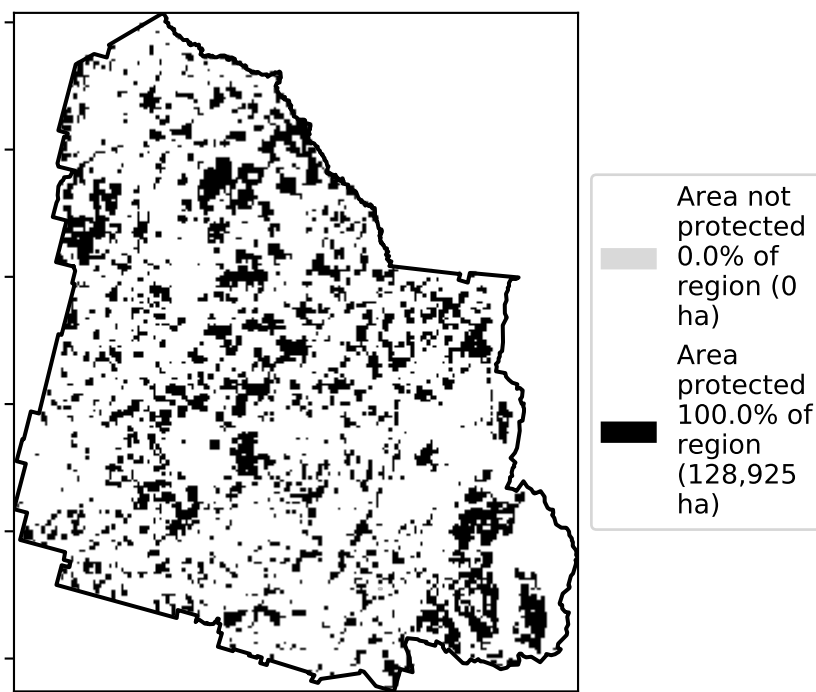 Area not
protected
0.0% of
region (0
ha)
Area
protected
100.0% of
region
(128,925
ha)